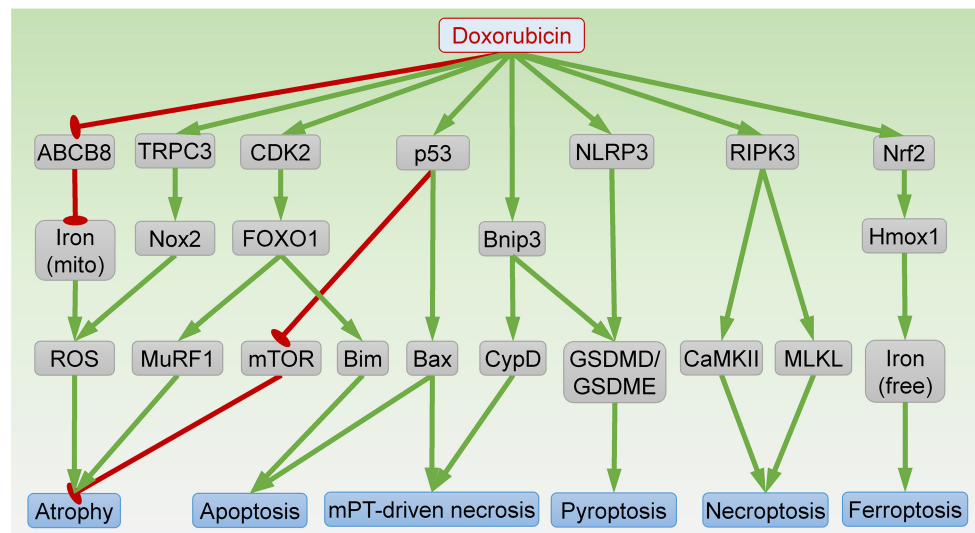 Doxorubicin
ABCB8
TRPC3
CDK2
p53
NLRP3
RIPK3
Nrf2
Iron
(mito)
Nox2
FOXO1
Bnip3
Hmox1
ROS
MuRF1
mTOR
Bim
Bax
CypD
GSDMD/
GSDME
CaMKII
MLKL
Iron
(free)
Atrophy
Apoptosis
mPT-driven necrosis
Pyroptosis
Necroptosis
Ferroptosis